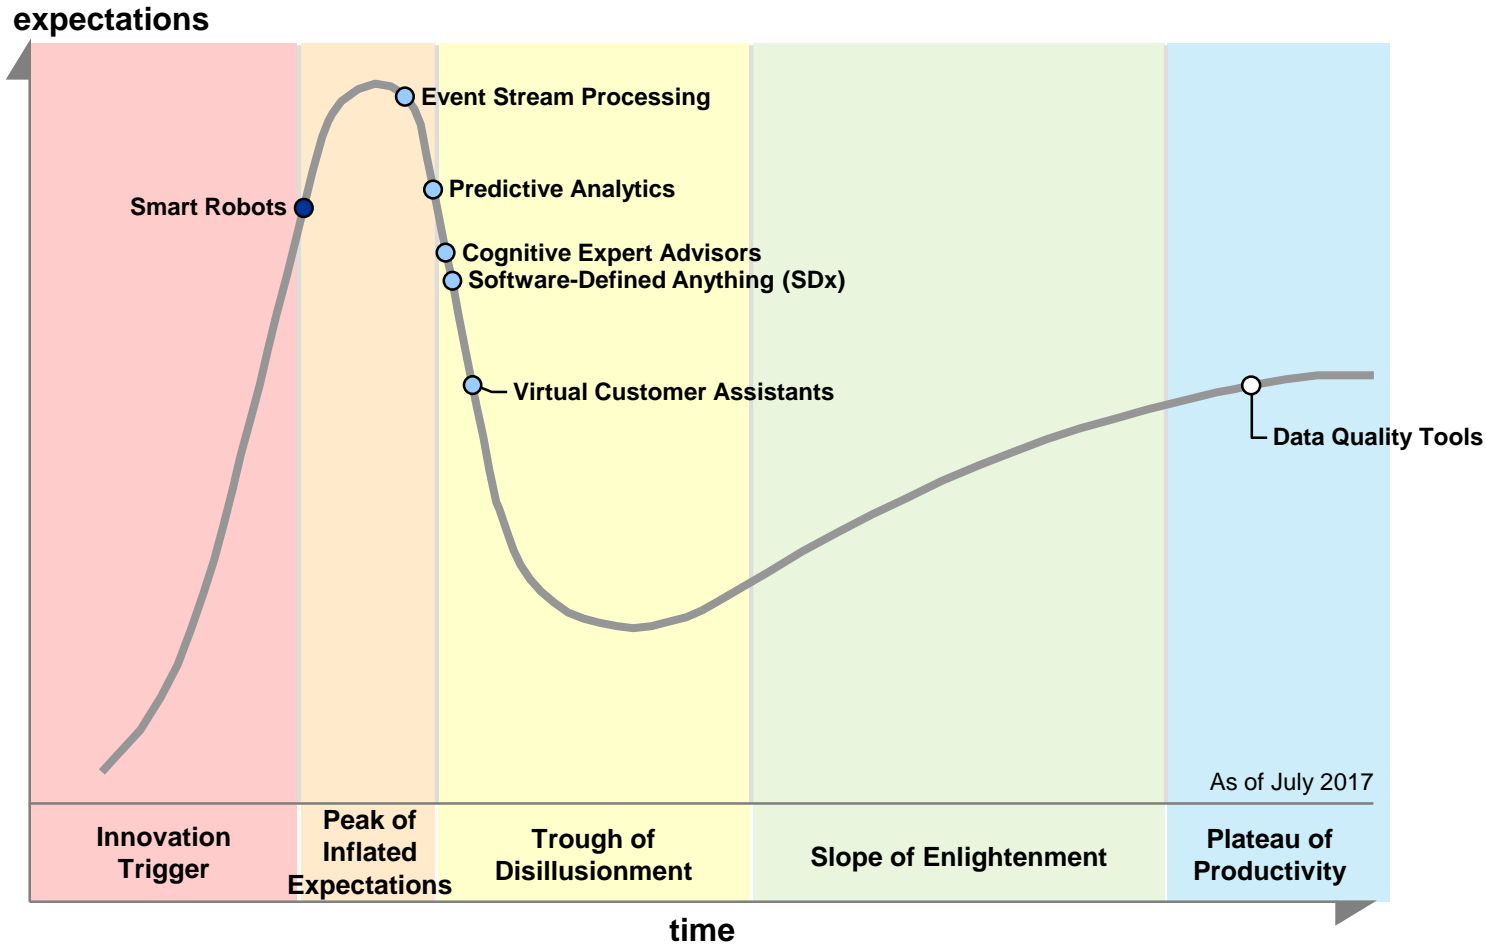 expectations
Event Stream Processing
Predictive Analytics
Smart Robots
Cognitive Expert Advisors
Software-Defined Anything (SDx)
Virtual Customer Assistants
Data Quality Tools
As of July 2017
Innovation
Trigger
Peak of
Inflated
Expectations
Trough of
Disillusionment
Slope of Enlightenment
Plateau of
Productivity
time